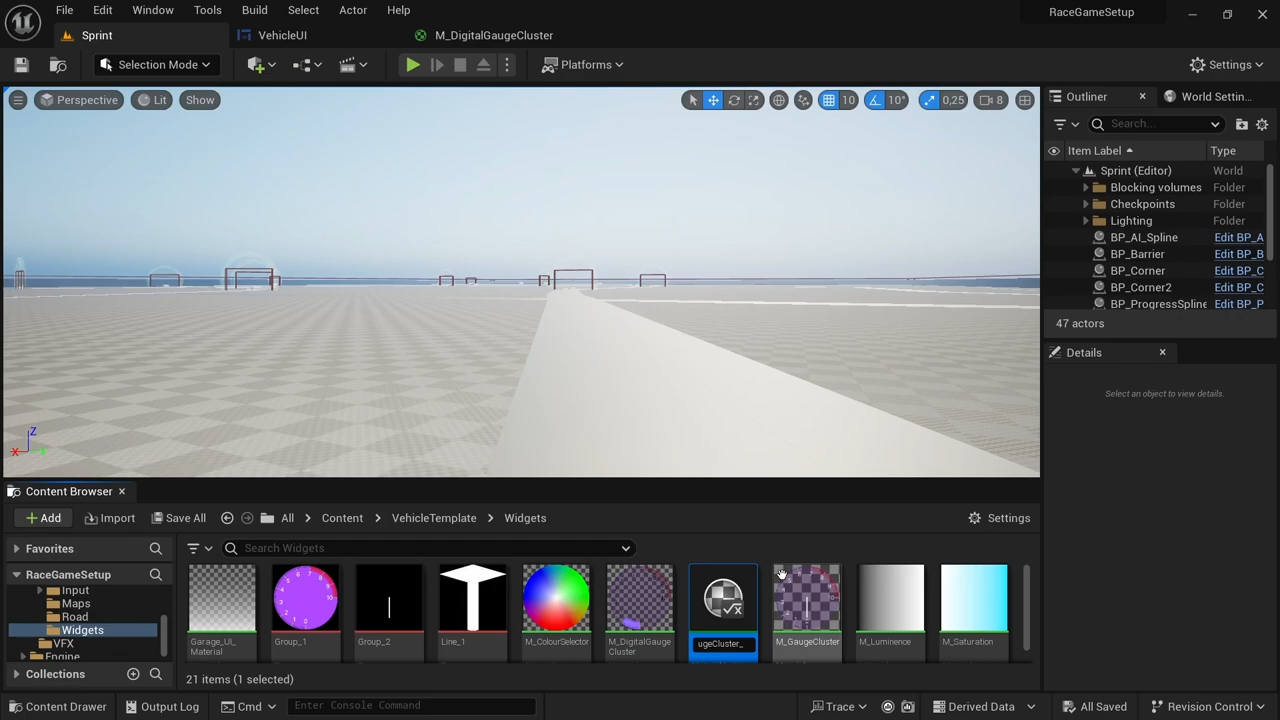 File Edit Window Tools Build Select Actor Help
RaceGameSetup
Sprint
VehicleUI
M_DigitalGaugeCluster
Selection Mode
Platforms
Settings
Perspective
Lit
Show
10
10°
0,25
8
Outliner
World Settin...
Search...
Item Label
Type
Sprint (Editor) World
Blocking volumes Folder
Checkpoints Folder
Lighting Folder
BP_AI_Spline Edit BP_A
BP_Barrier Edit BP_B
BP_Corner Edit BP_C
BP_Corner2 Edit BP_C
BP_ProgressSpline Edit BP_P
47 actors
Details
Select an object to view details.
Z
X
Content Browser
Add
Import
Save All
All
Content
VehicleTemplate
Widgets
Settings
Favorites
Search Widgets
RaceGameSetup
Input
Maps
Road
Widgets
VFX
Engine
Collections
Garage_UI_
Material
Group_1
Group_2
Line_1
M_ColourSelector
M_DigitalGauge
Cluster
ugeCluster_
M_GaugeCluster
M_Luminence
M_Saturation
21 items (1 selected)
Content Drawer
Output Log
Cmd
Enter Console Command
Trace
Derived Data
All Saved
Revision Control